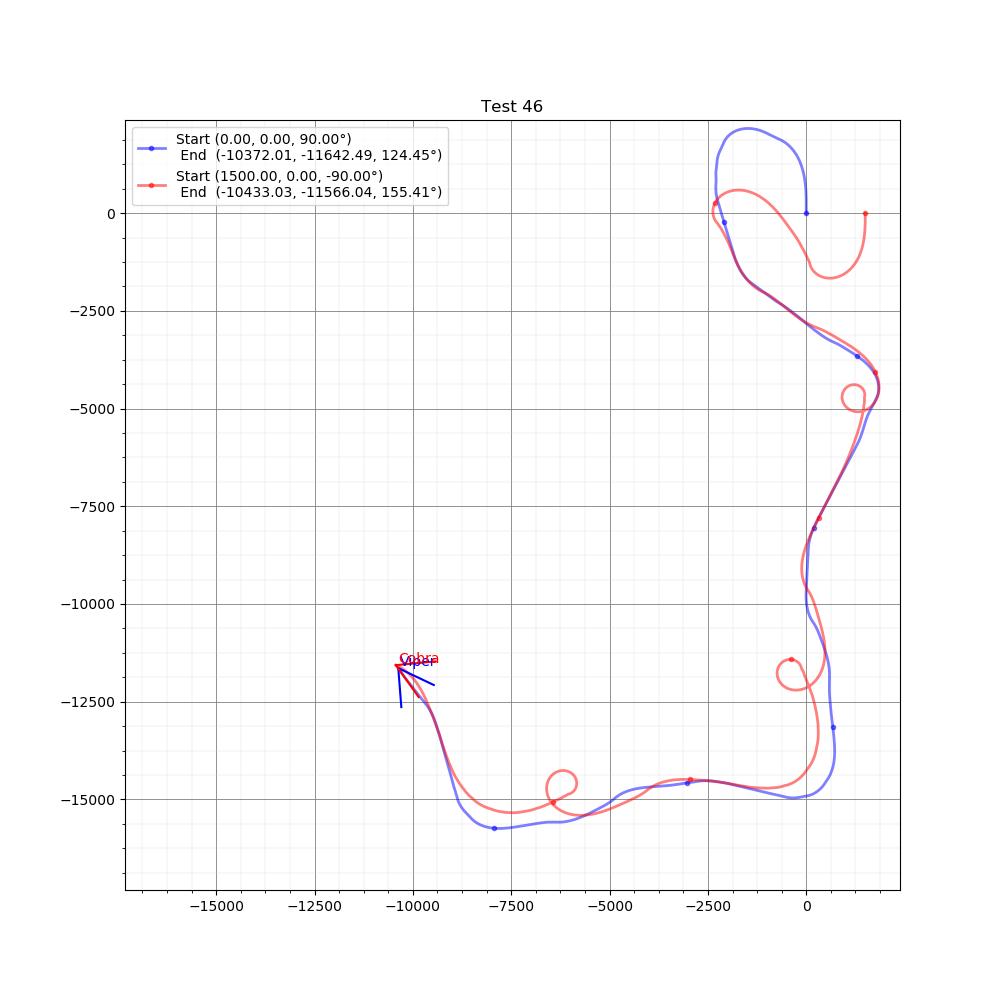 Test 46
Start (0.00, 0.00, 90.00°)
End (-10372.01, -11642.49, 124.45°)
Start (1500.00, 0.00, -90.00°)
End (-10433.03, -11566.04, 155.41°)
0
−2500
−5000
−7500
−10000
−12500
−15000
Cobra
Viper
−15000
−12500
−10000
−7500
−5000
−2500
0